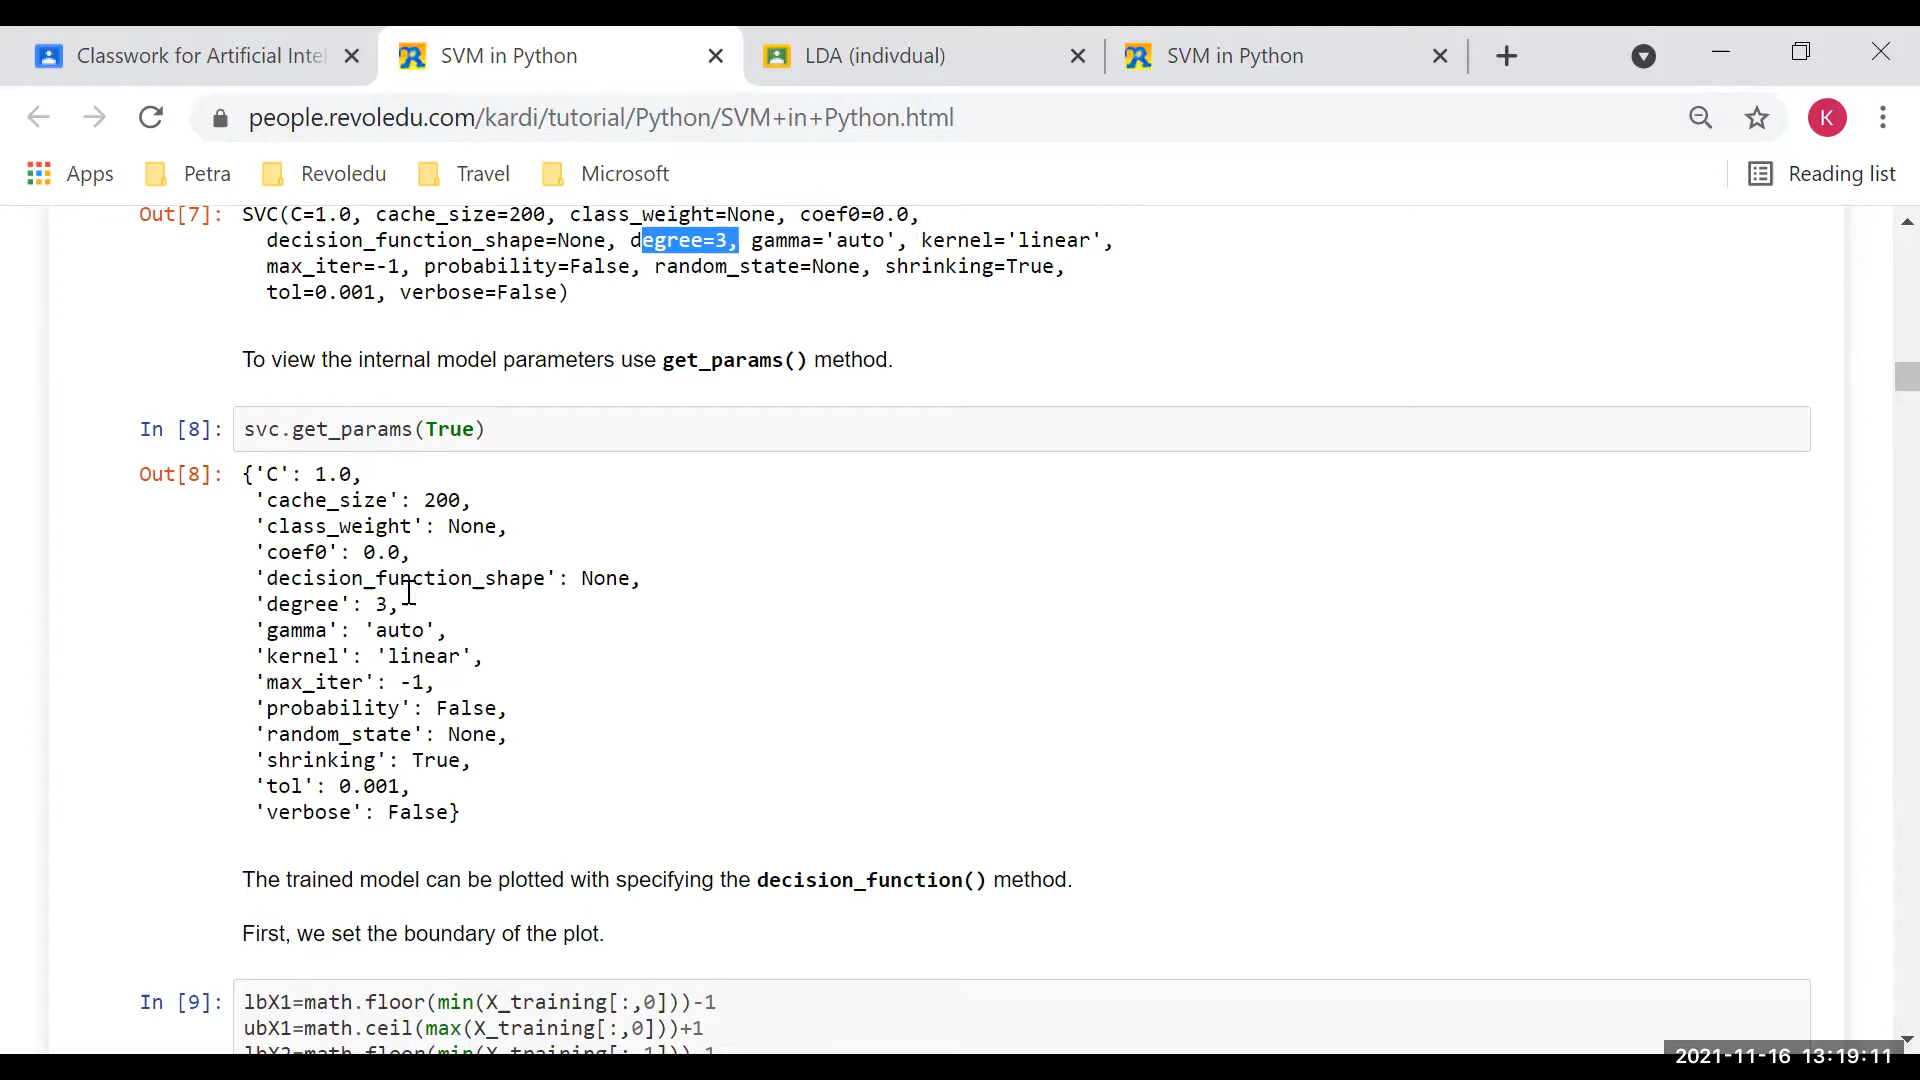 Classwork for Artificial Inte
SVM in Python
LDA (indivdual)
SVM in Python
people.revoledu.com/kardi/tutorial/Python/SVM+in+Python.html
K
Apps
Petra
Revoledu
Travel
Microsoft
Reading list
Out[7]: SVC(C=1.0, cache_size=200, class_weight=None, coef0=0.0,
decision_function_shape=None, degree=3, gamma='auto', kernel='linear',
max_iter=-1, probability=False, random_state=None, shrinking=True,
tol=0.001, verbose=False)
To view the internal model parameters use get_params() method.
In [8]: svc.get_params(True)
Out[8]: {'C': 1.0,
'cache_size': 200,
'class_weight': None,
'coef0': 0.0,
'decision_function_shape': None,
'degree': 3,
'gamma': 'auto',
'kernel': 'linear',
'max_iter': -1,
'probability': False,
'random_state': None,
'shrinking': True,
'tol': 0.001,
'verbose': False}
The trained model can be plotted with specifying the decision_function() method.
First, we set the boundary of the plot.
In [9]: lbX1=math.floor(min(X_training[:,0]))-1
ubX1=math.ceil(max(X_training[:,0]))+1
lbX2=math.floor(min(X_training[:,1]))-1
2021-11-16 13:19:11